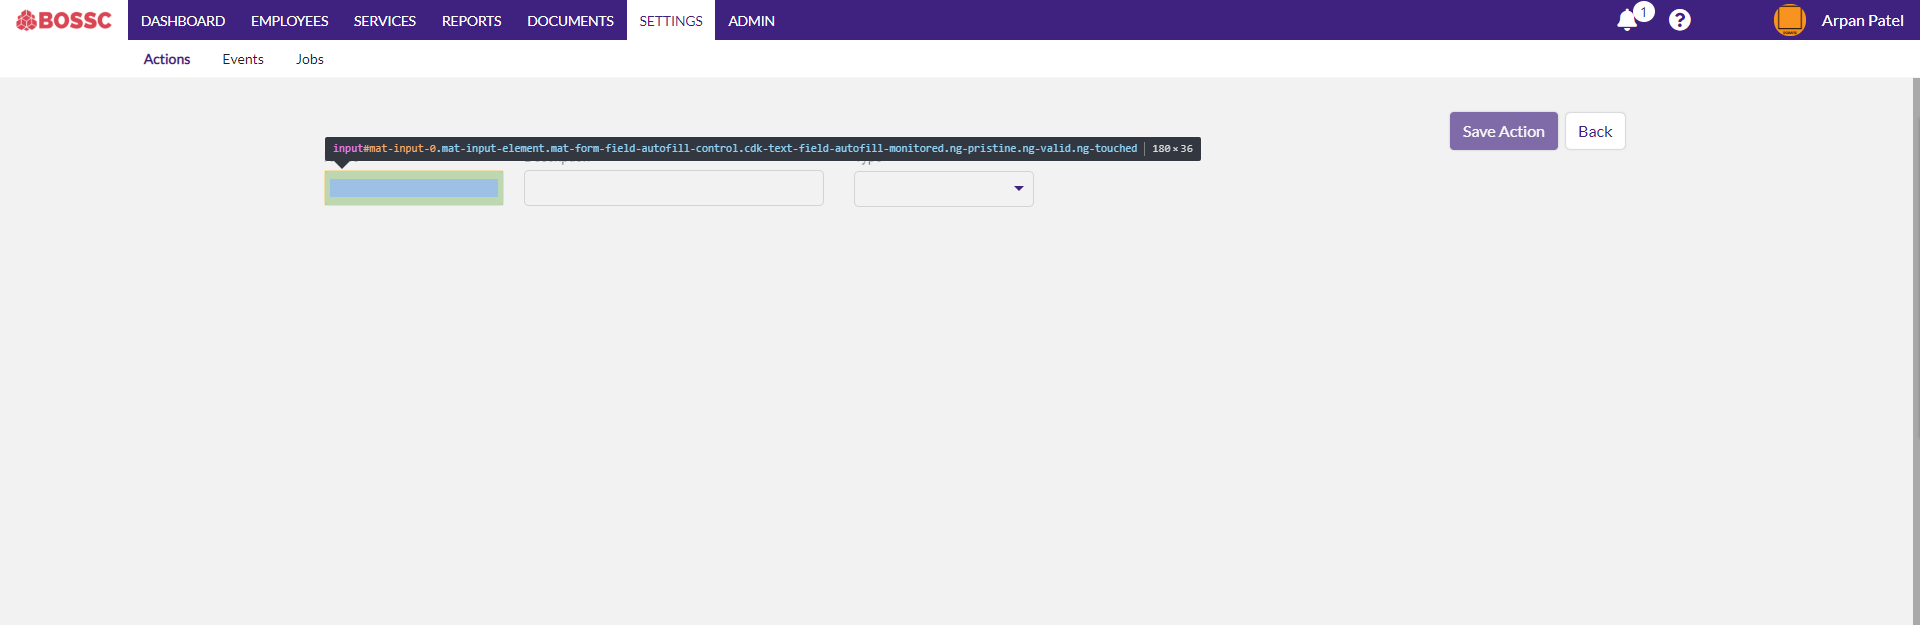 BOSSC DASHBOARD EMPLOYEES SERVICES REPORTS DOCUMENTS SETTINGS ADMIN 1 ? Arpan Patel
Actions Events Jobs
Save Action Back
input#mat-input-0.mat-input-element.mat-form-field-autofill-control.cdk-text-field-autofill-monitored.ng-pristine.ng-valid.ng-touched 180×36